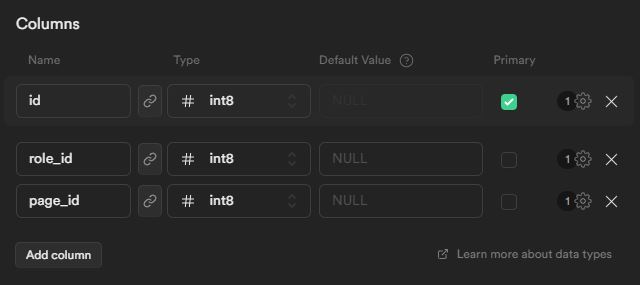 Columns
Name Type Default Value ? Primary
id # int8 NULL 1
role_id # int8 NULL 1
page_id # int8 NULL 1
Add column Learn more about data types